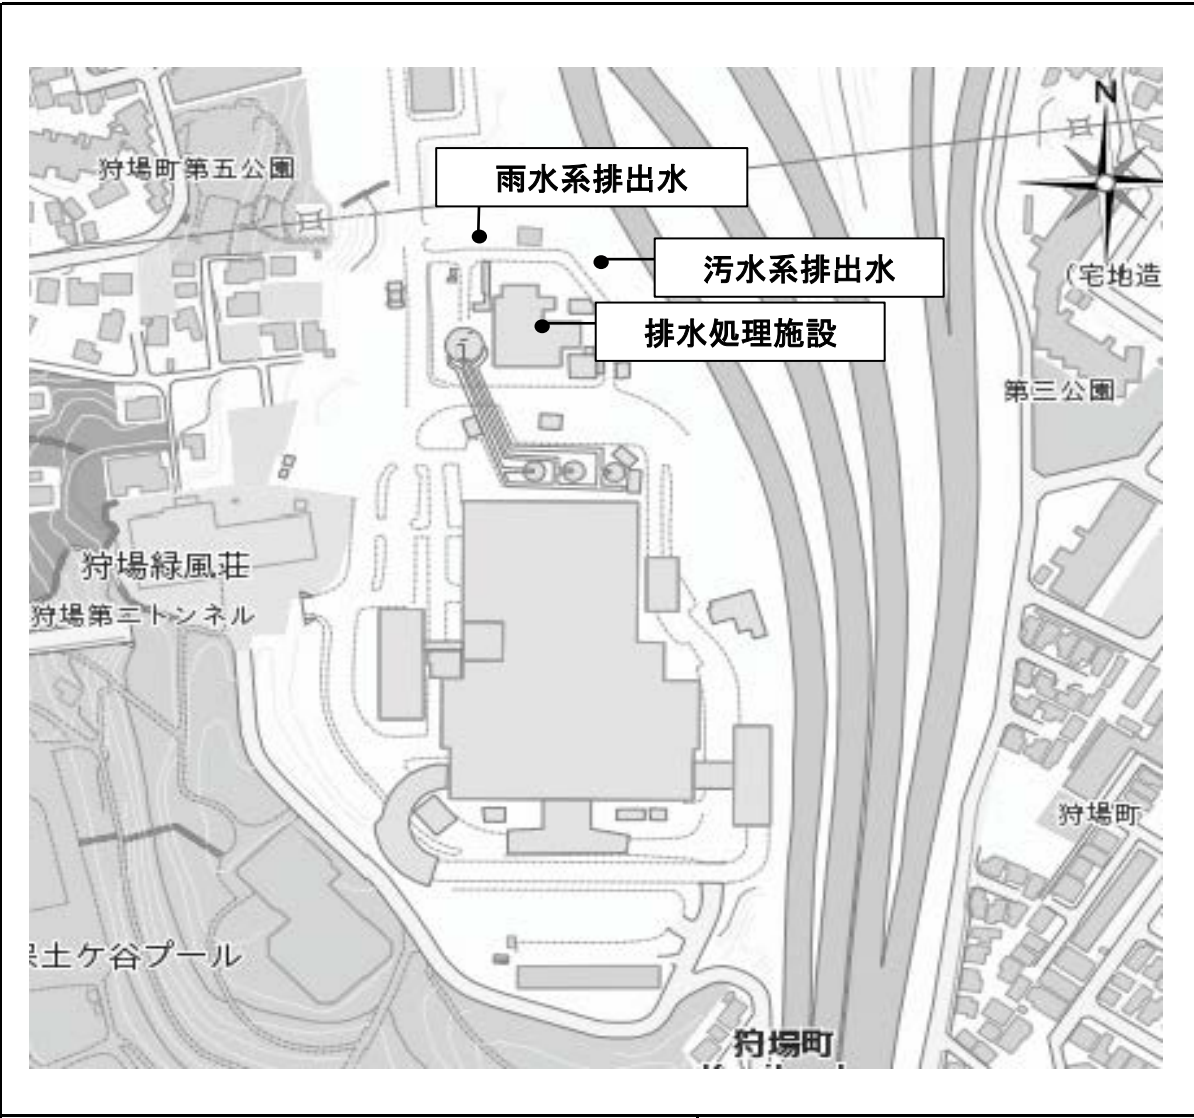 N
狩場町第五公園
雨水系排出水
汚水系排出水
(宅地造
排水処理施設
第三公園
狩場緑風荘
狩場第二トンネル
狩場町
土ケ谷プール
狩場町